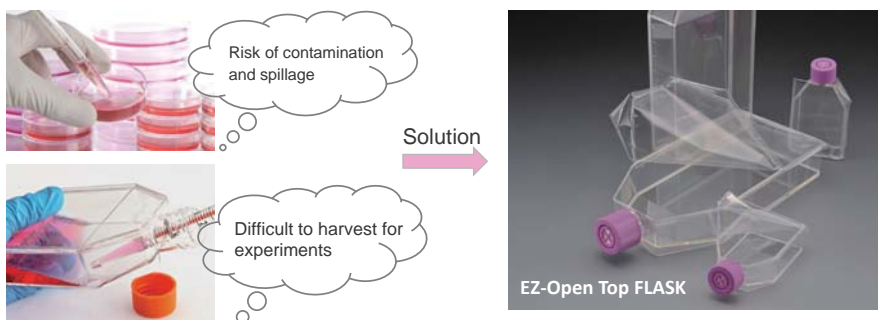 Risk of contamination
and spillage
Solution
Difficult to harvest for
experiments
EZ-Open Top FLASK